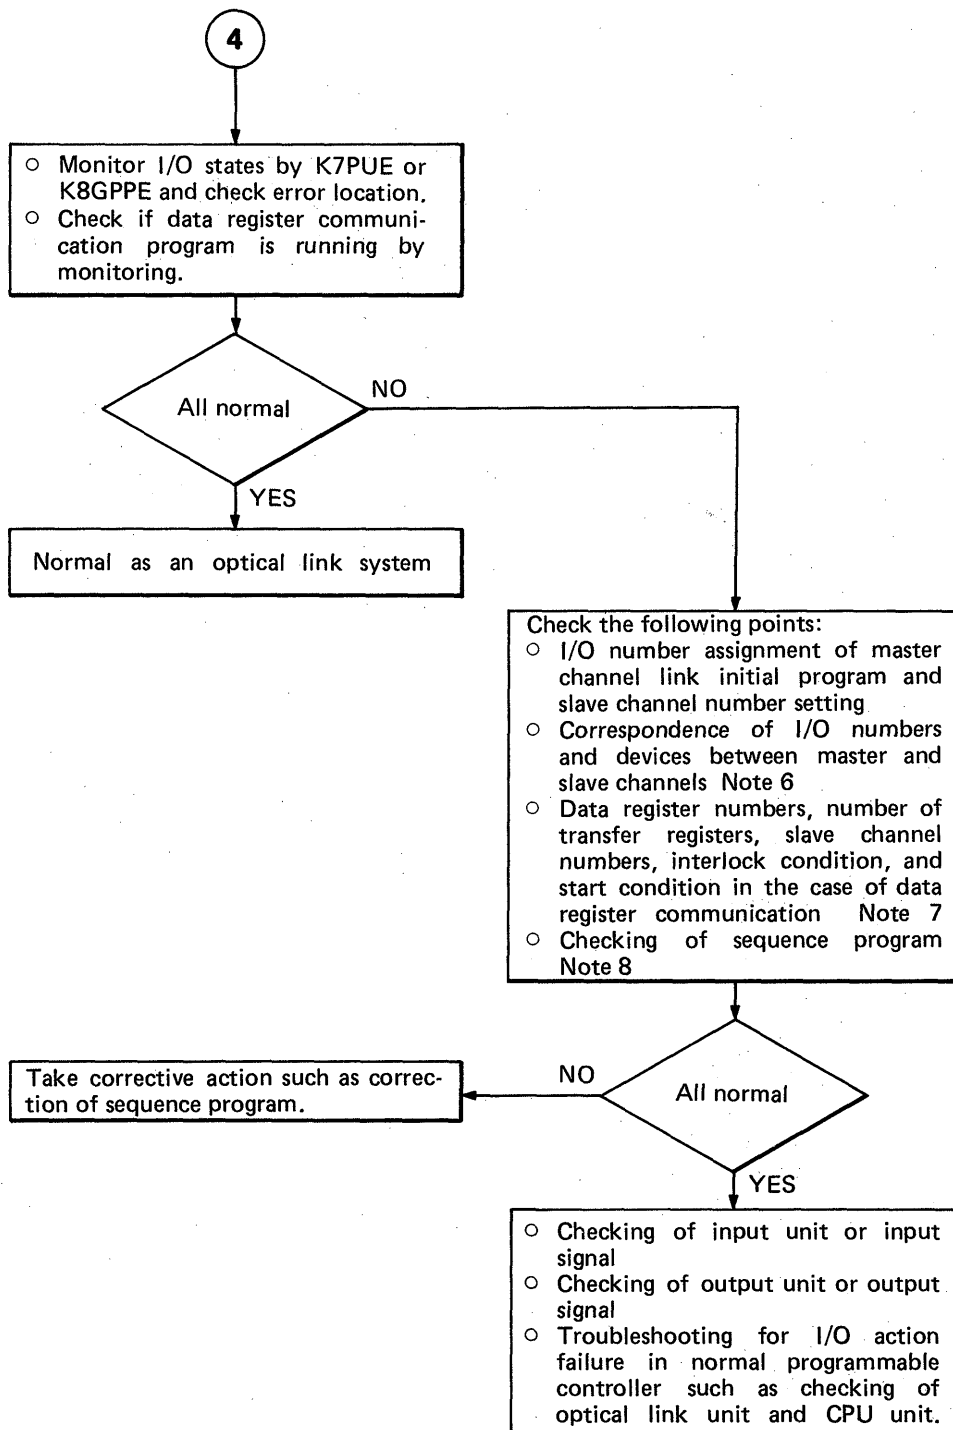 4
○ Monitor I/O states by K7PUE or
K8GPPE and check error location.
○ Check if data register communi-
cation program is running by
monitoring.
All normal
NO
YES
Normal as an optical link system
Check the following points:
○ I/O number assignment of master
channel link initial program and
slave channel number setting
○ Correspondence of I/O numbers
and devices between master and
slave channels Note 6
○ Data register numbers, number of
transfer registers, slave channel
numbers, interlock condition, and
start condition in the case of data
register communication Note 7
○ Checking of sequence program
Note 8
All normal
NO
Take corrective action such as correc-
tion of sequence program.
YES
○ Checking of input unit or input
signal
○ Checking of output unit or output
signal
○ Troubleshooting for I/O action
failure in normal programmable
controller such as checking of
optical link unit and CPU unit.